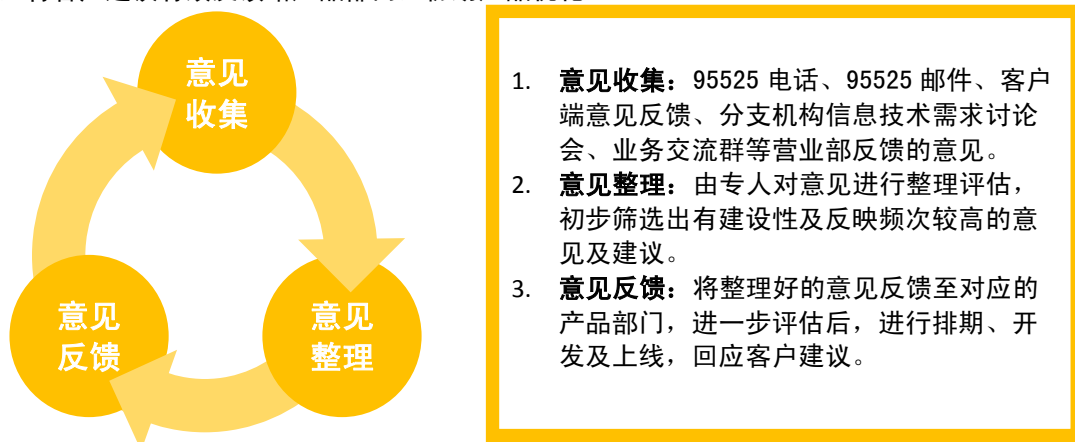 意见
收集
意见
反馈
意见
整理
1. 意见收集：95525 电话、95525 邮件、客户
端意见反馈、分支机构信息技术需求讨论
会、业务交流群等营业部反馈的意见。
2. 意见整理：由专人对意见进行整理评估，
初步筛选出有建设性及反映频次较高的意
见及建议。
3. 意见反馈：将整理好的意见反馈至对应的
产品部门，进一步评估后，进行排期、开
发及上线，回应客户建议。